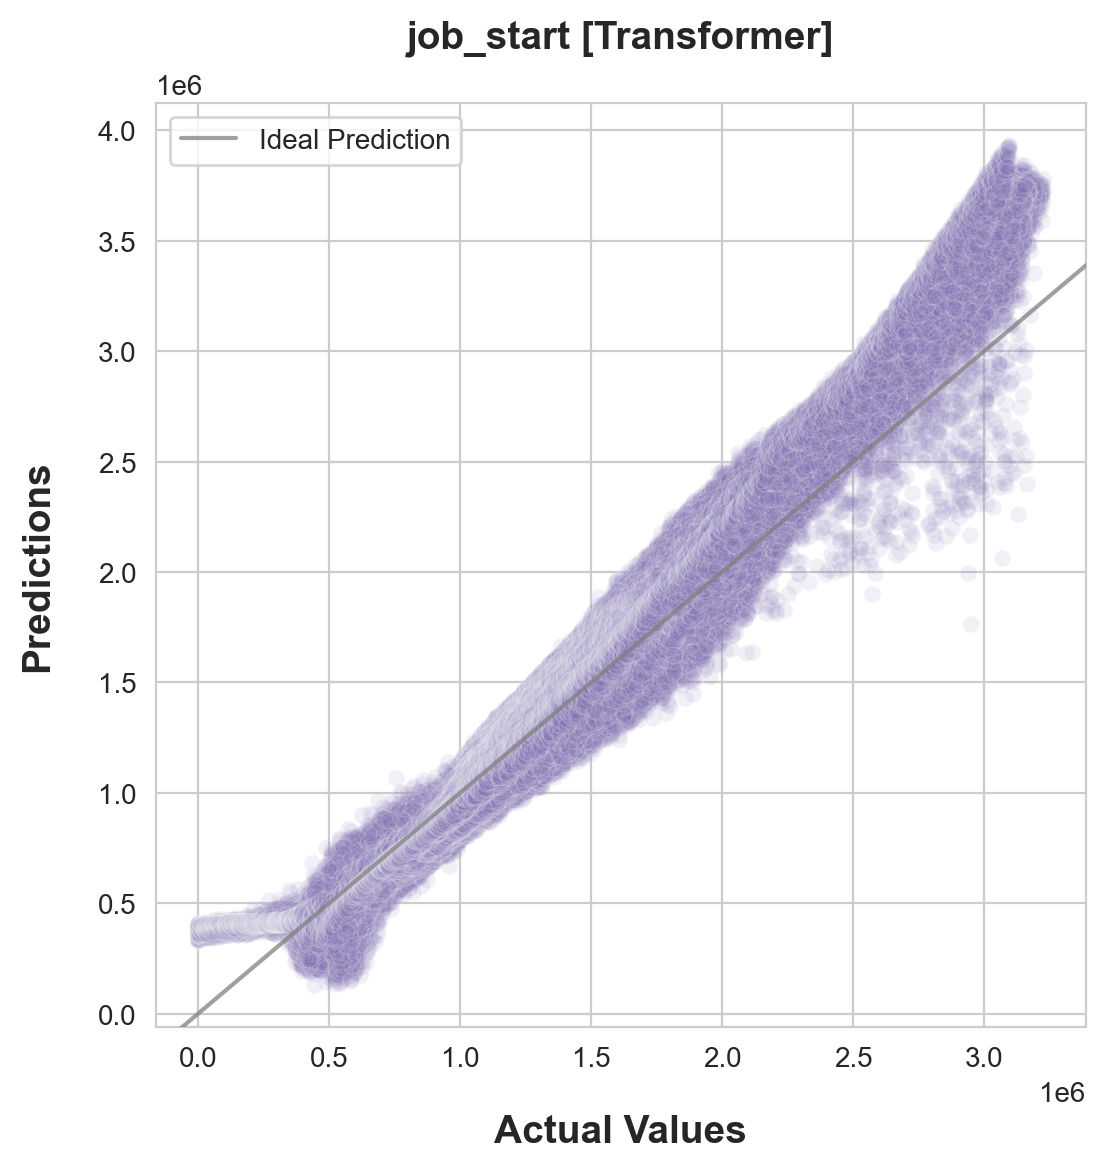 job_start [Transformer]
1e6
Ideal Prediction
4.0
3.5
3.0
2.5
2.0
1.5
1.0
0.5
0.0
Predictions
0.0 0.5 1.0 1.5 2.0 2.5 3.0
1e6
Actual Values